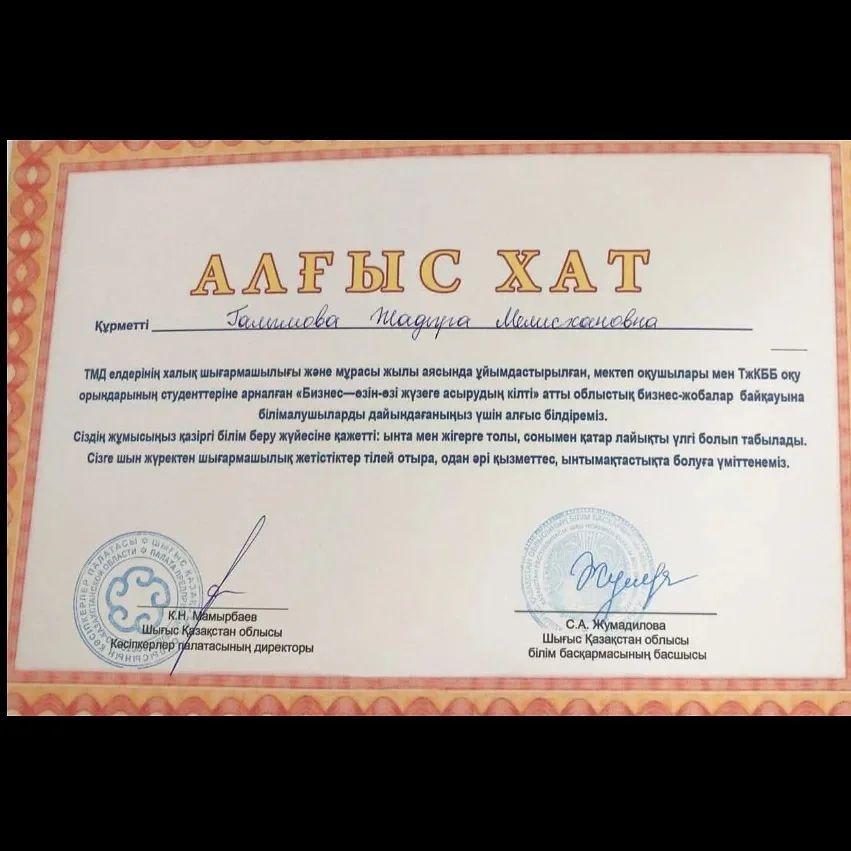 АЛҒЫС ХАТ
Құрметті Галымова Жадыра Мелисхановна
ТМД елдерінің халық шығармашылығы және мұрасы жылы аясында ұйымдастырылған, мектеп оқушылары мен ТжКББ оқу
орындарының студенттеріне арналған «Бизнес—өзін-өзі жүзеге асырудың кілті» атты облыстық бизнес-жобалар байқауына
білімалушыларды дайындағаныңыз үшін алғыс білдіреміз.
Сіздің жұмысыңыз қазіргі білім беру жүйесіне қажетті: ынта мен жігерге толы, сонымен қатар лайықты үлгі болып табылады.
Сізге шын жүректен шығармашылық жетістіктер тілей отыра, одан әрі қызметтес, ынтымақтастықта болуға үміттенеміз.
К.Н. Мамырбаев
Шығыс Қазақстан облысы
Кәсіпкерлер палатасының директоры
С.А. Жумадилова
Шығыс Қазақстан облысы
білім басқармасының басшысы